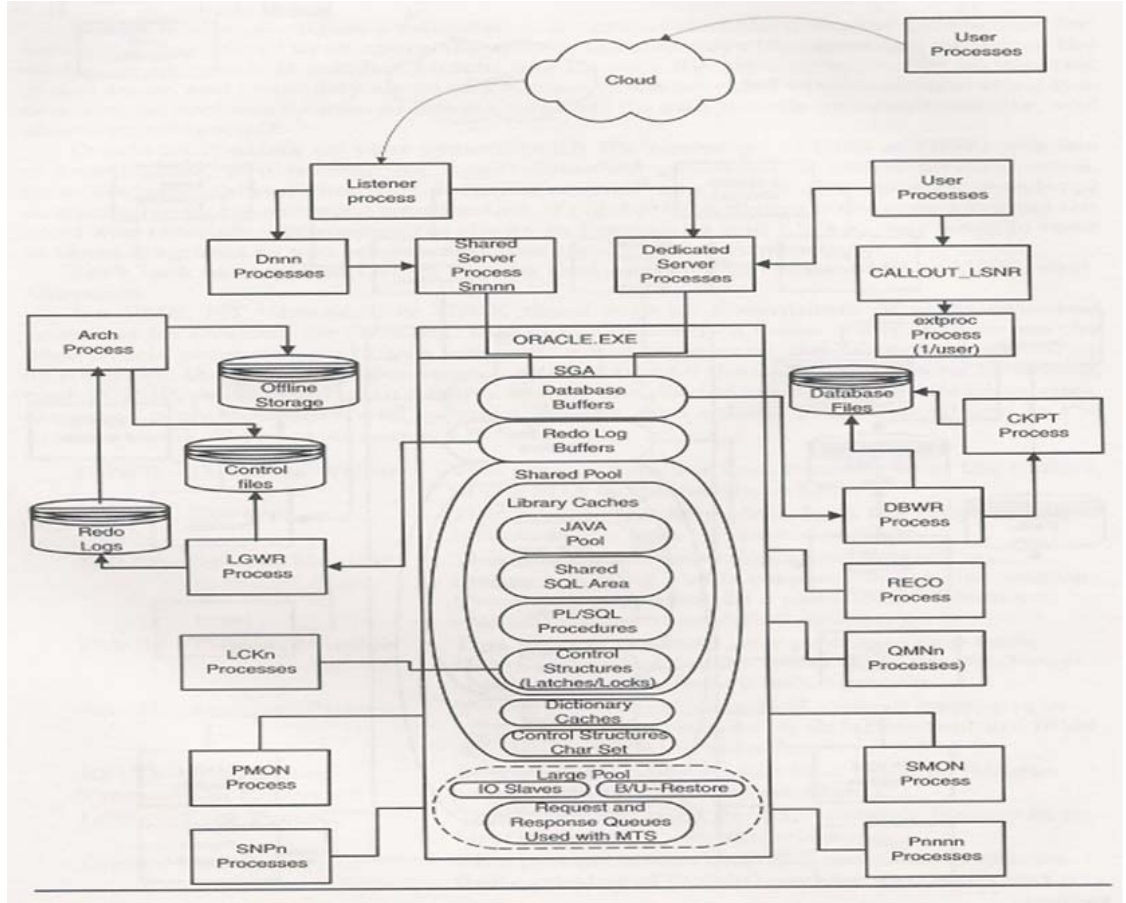 User
Processes
Cloud
Listener
process
User
Processes
Dnnn
Processes
Shared
Server
Process
Snnnn
Dedicated
Server
Processes
CALLOUT_LSNR
extproc
Process
(1/user)
Arch
Process
ORACLE.EXE
Offline
Storage
SGA
Database
Buffers
Database
Files
CKPT
Process
Redo Log
Buffers
Control
files
Shared Pool
Library Caches
DBWR
Process
Redo
Logs
LGWR
Process
JAVA
Pool
Shared
SQL Area
RECO
Process
PL/SQL
Procedures
LCKn
Processes
Control
Structures
(Latches/Locks)
QMNn
Processes)
Dictionary
Caches
Control Structures
Char Set
PMON
Process
SMON
Process
Large Pool
IO Slaves
B/U--Restore
Request and
Response Queues
Used with MTS
SNPn
Processes
Pnnnn
Processes